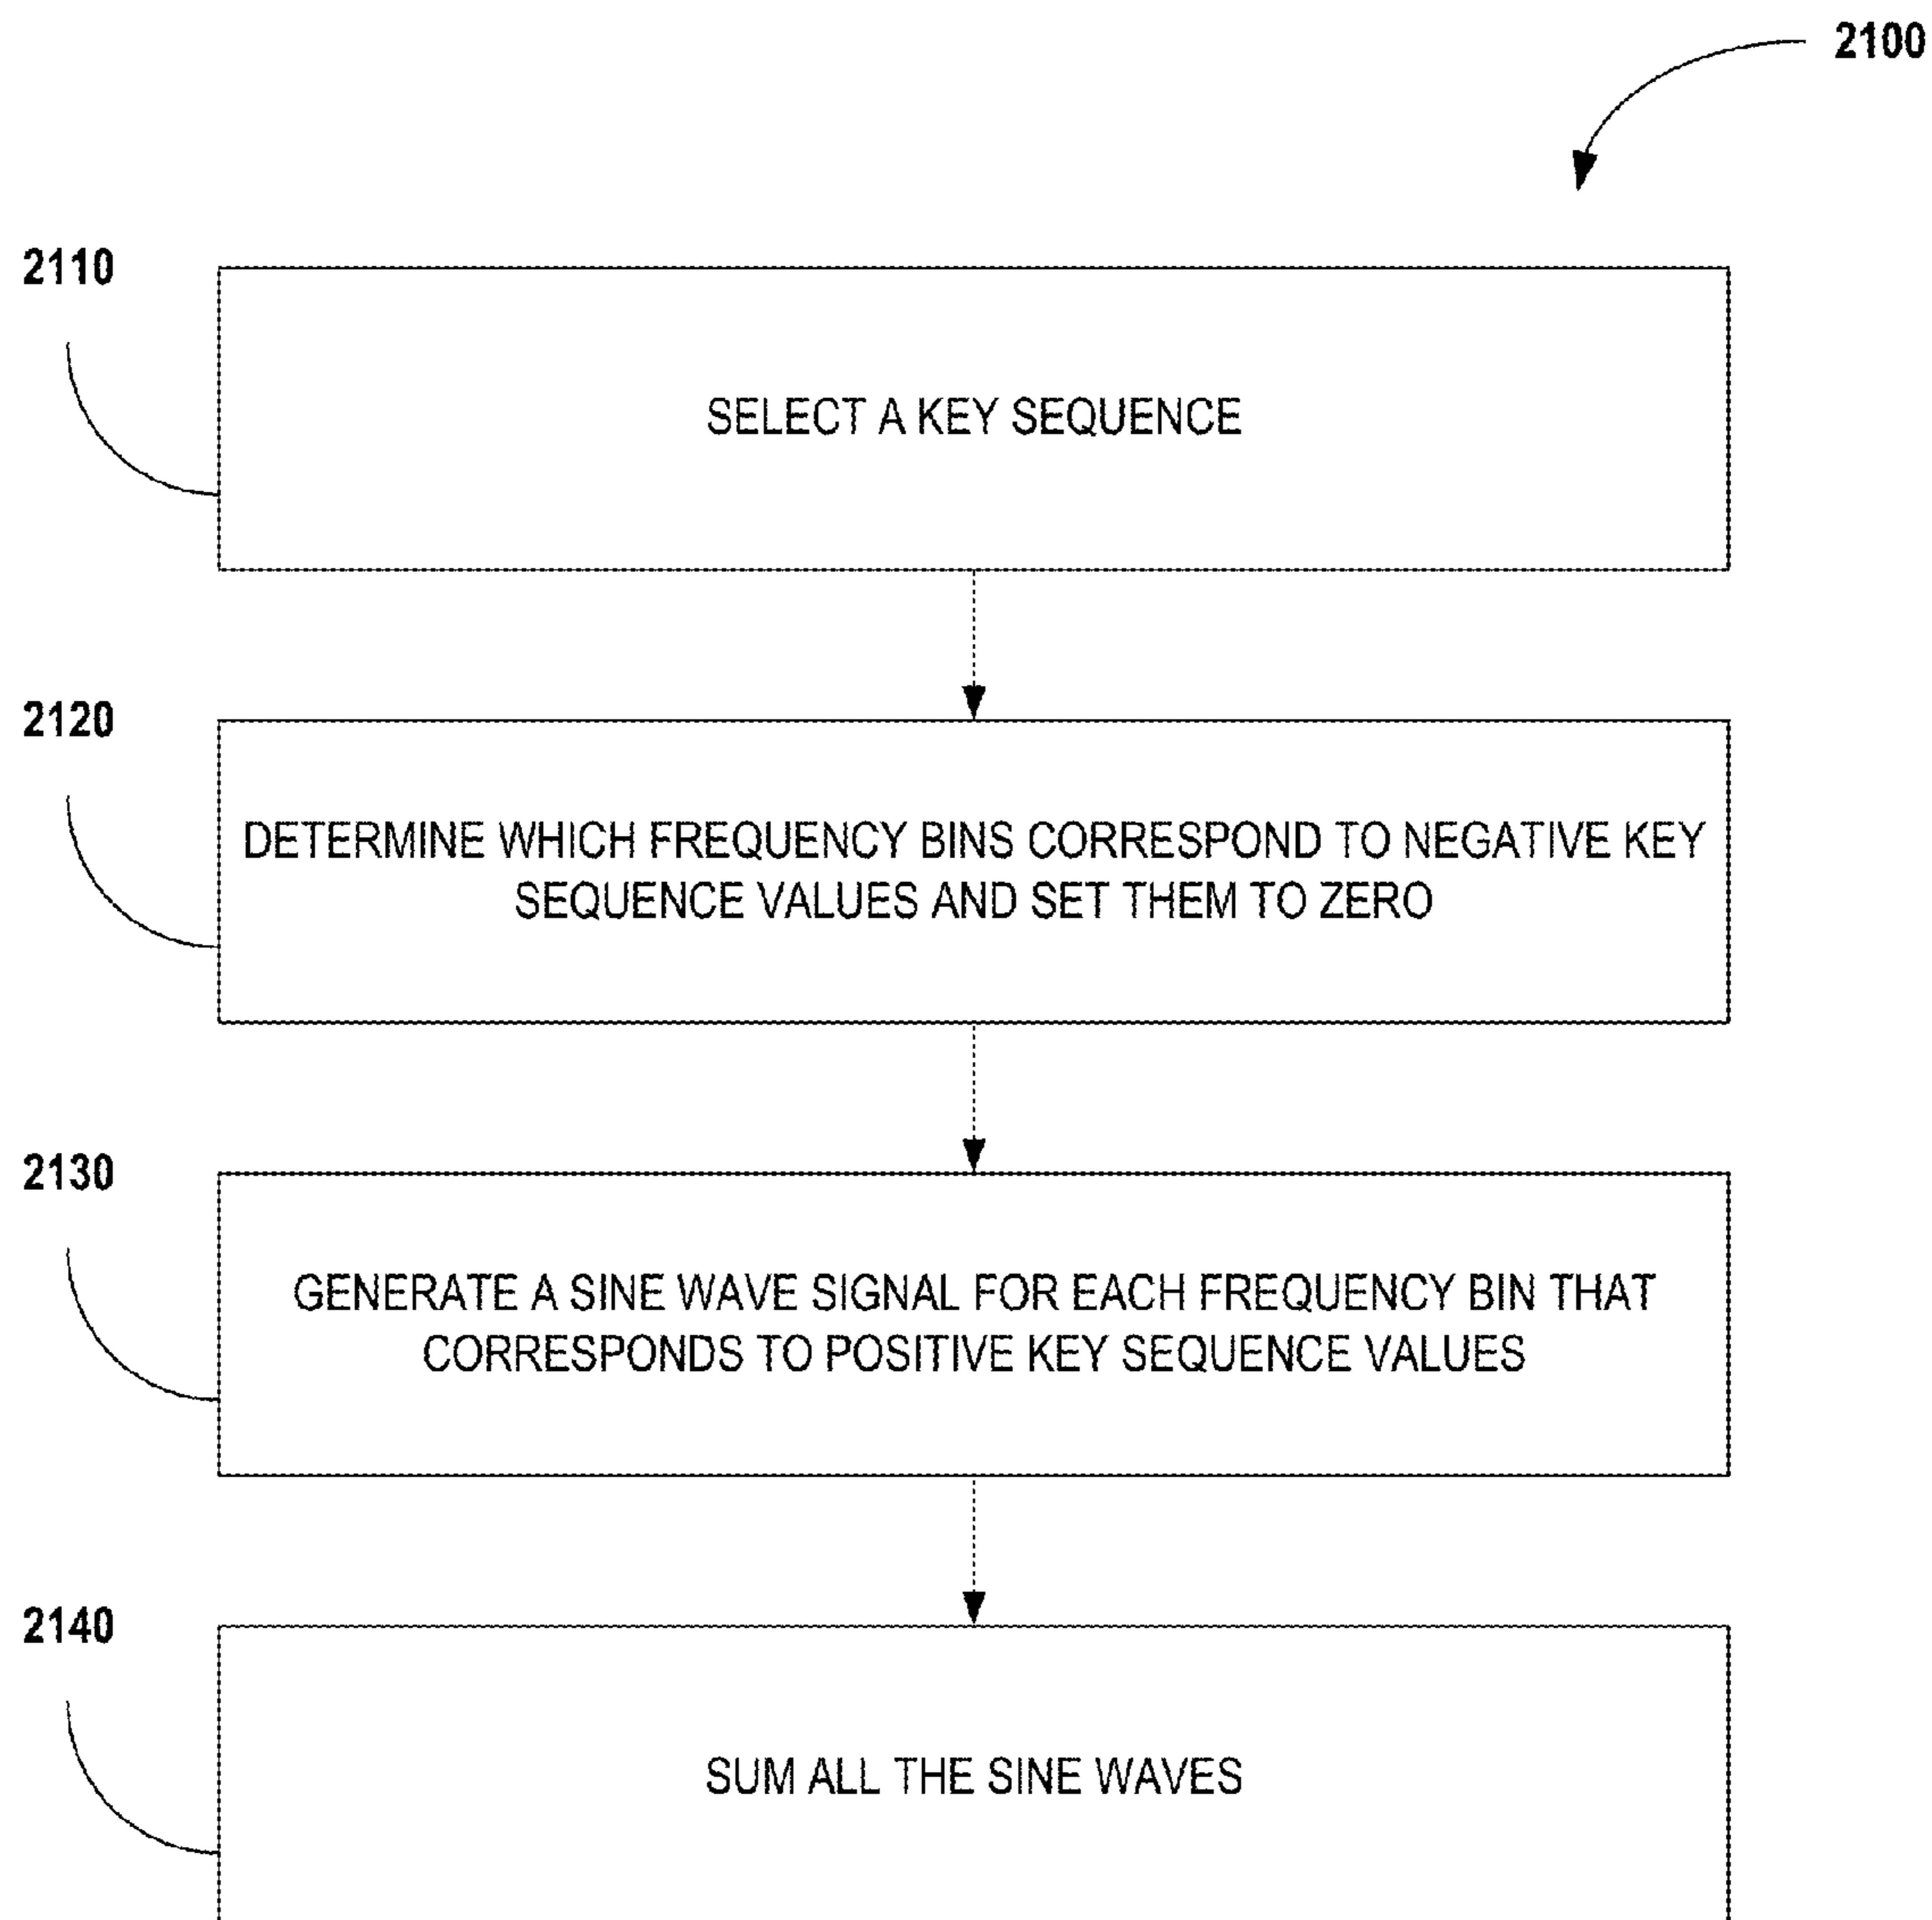 2100
2110
SELECT A KEY SEQUENCE
2120
DETERMINE WHICH FREQUENCY BINS CORRESPOND TO NEGATIVE KEY
SEQUENCE VALUES AND SET THEM TO ZERO
2130
GENERATE A SINE WAVE SIGNAL FOR EACH FREQUENCY BIN THAT
CORRESPONDS TO POSITIVE KEY SEQUENCE VALUES
2140
SUM ALL THE SINE WAVES